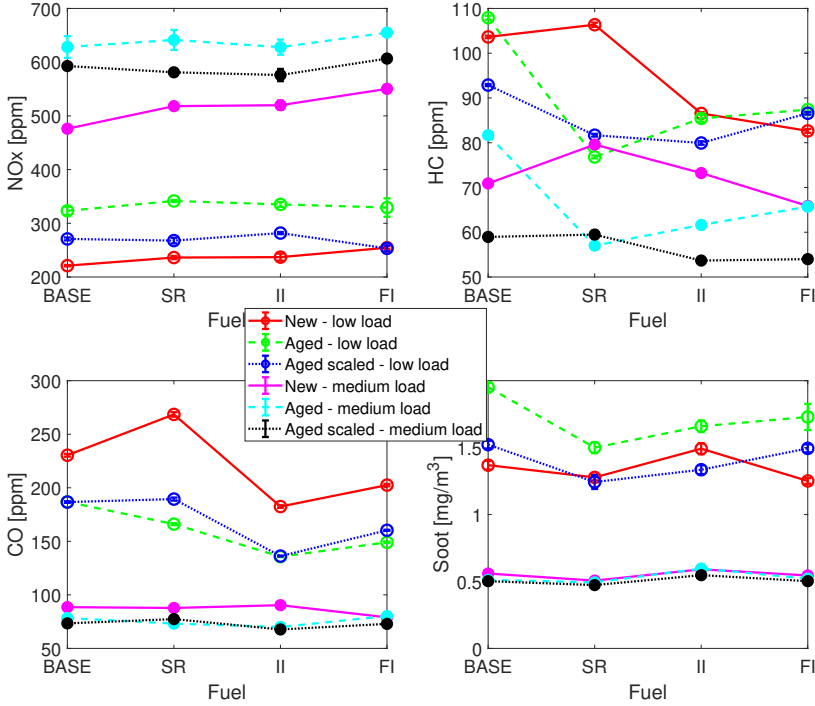 700
600
500
400
300
200
NOx [ppm]
BASE SR II FI
Fuel
110
100
90
80
70
60
50
HC [ppm]
BASE SR II FI
Fuel
New - low load
Aged - low load
Aged scaled - low load
New - medium load
Aged - medium load
Aged scaled - medium load
300
250
200
150
100
50
CO [ppm]
BASE SR II FI
Fuel
1.5
1
0.5
0
Soot [mg/m³]
BASE SR II FI
Fuel